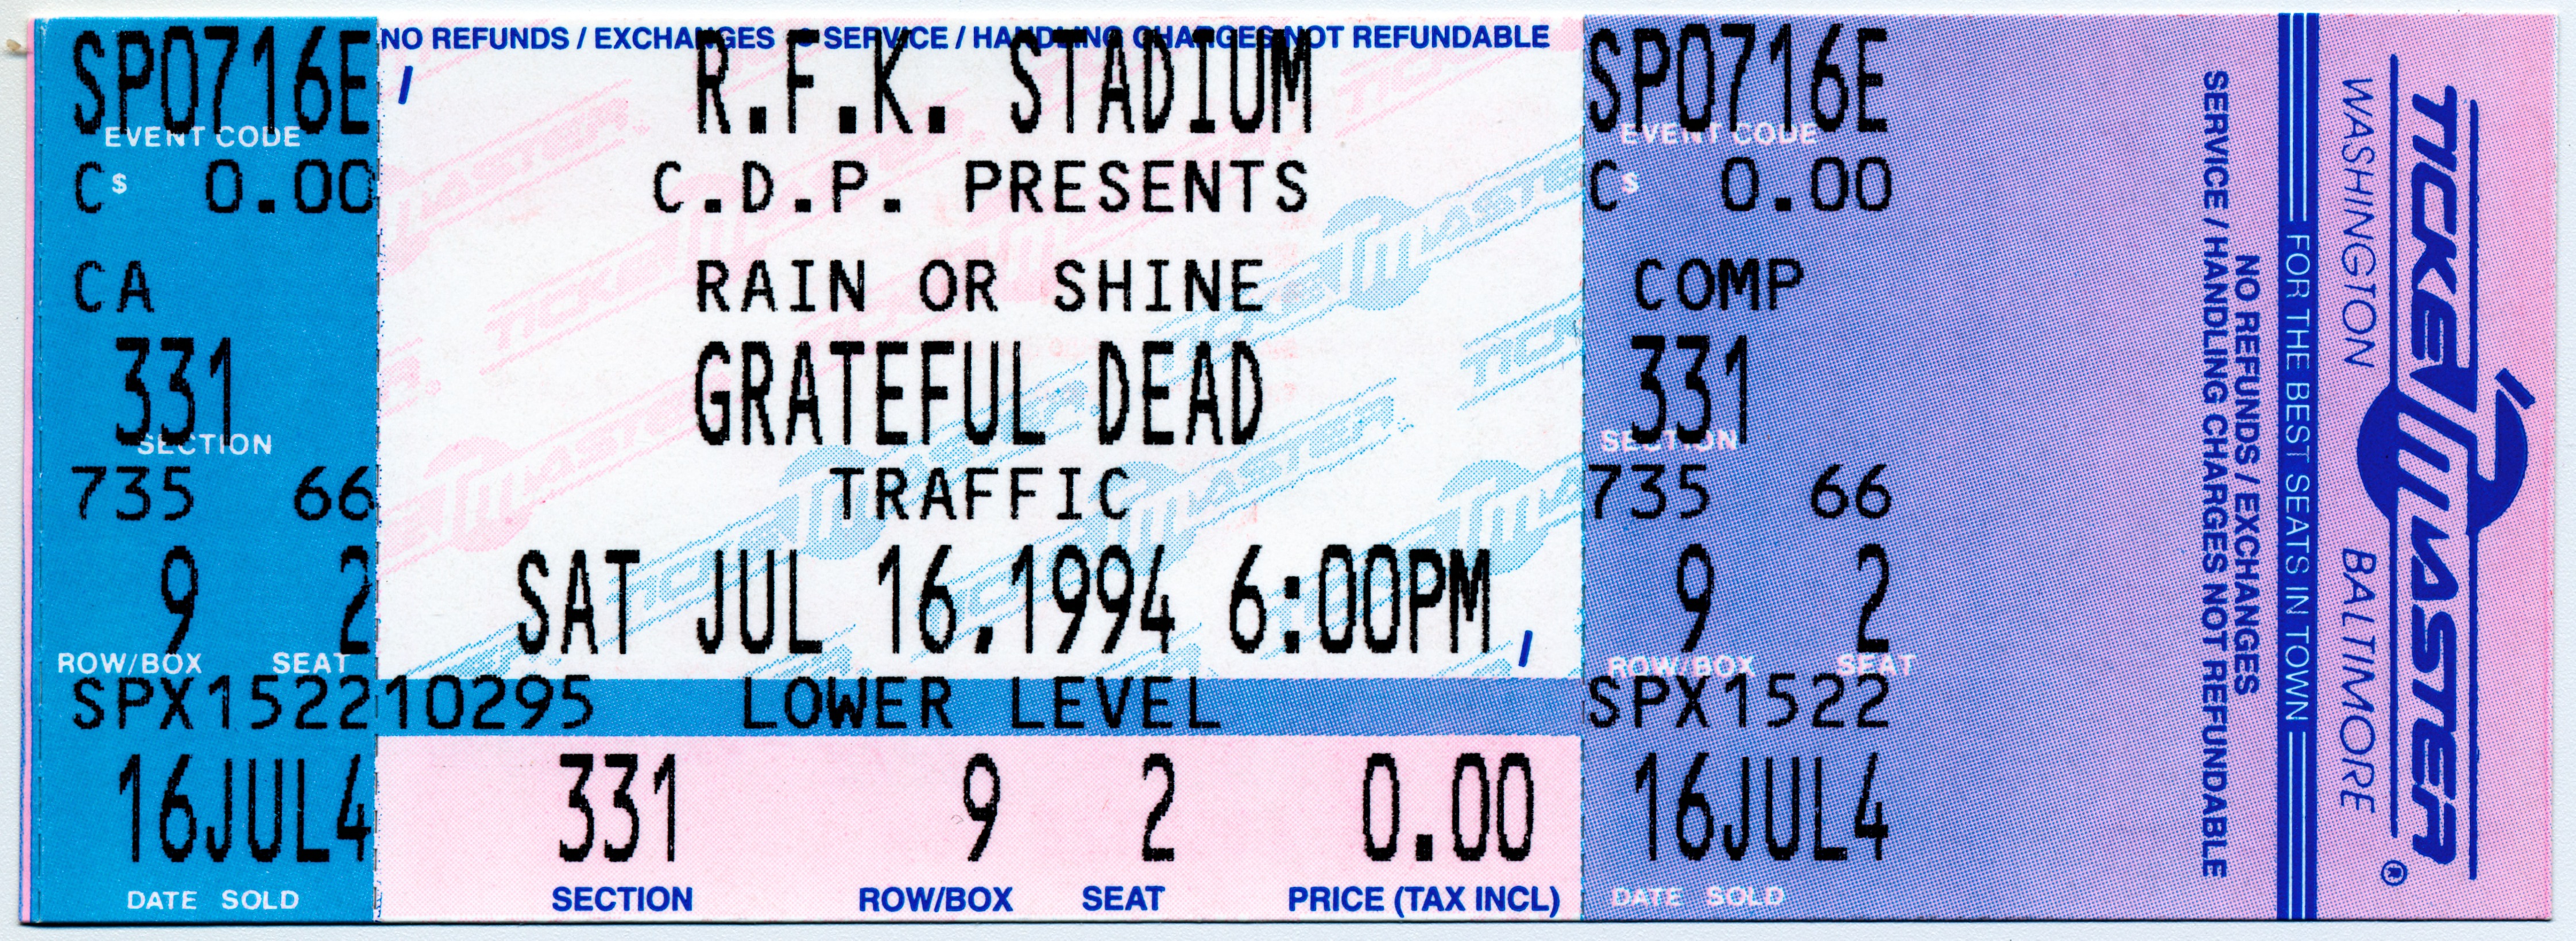 SP0716E
EVENT CODE
C $ 0.00
CA
331
SECTION
735 66
9 2
ROW/BOX SEAT
SPX152210295
16JUL4
DATE SOLD
NO REFUNDS / EXCHANGES • SERVICE / HANDLING CHARGES NOT REFUNDABLE
R.F.K. STADIUM
C.D.P. PRESENTS
RAIN OR SHINE
GRATEFUL DEAD
TRAFFIC
SAT JUL 16,1994 6:00PM
LOWER LEVEL
331 9 2 0.00
SECTION ROW/BOX SEAT PRICE (TAX INCL)
SP0716E
EVENT CODE
C $ 0.00
COMP
331
SECTION
735 66
9 2
ROW/BOX SEAT
SPX1522
16JUL4
DATE SOLD
NO REFUNDS / EXCHANGES
SERVICE / HANDLING CHARGES NOT REFUNDABLE
FOR THE BEST SEATS IN TOWN
TICKETMASTER®
WASHINGTON BALTIMORE